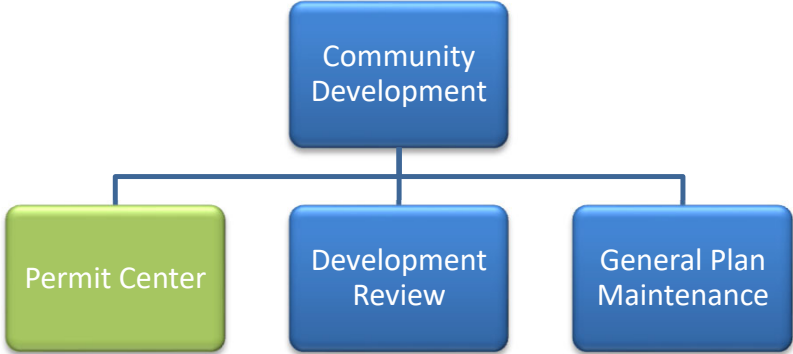 Community
Development
Permit Center
Development
Review
General Plan
Maintenance